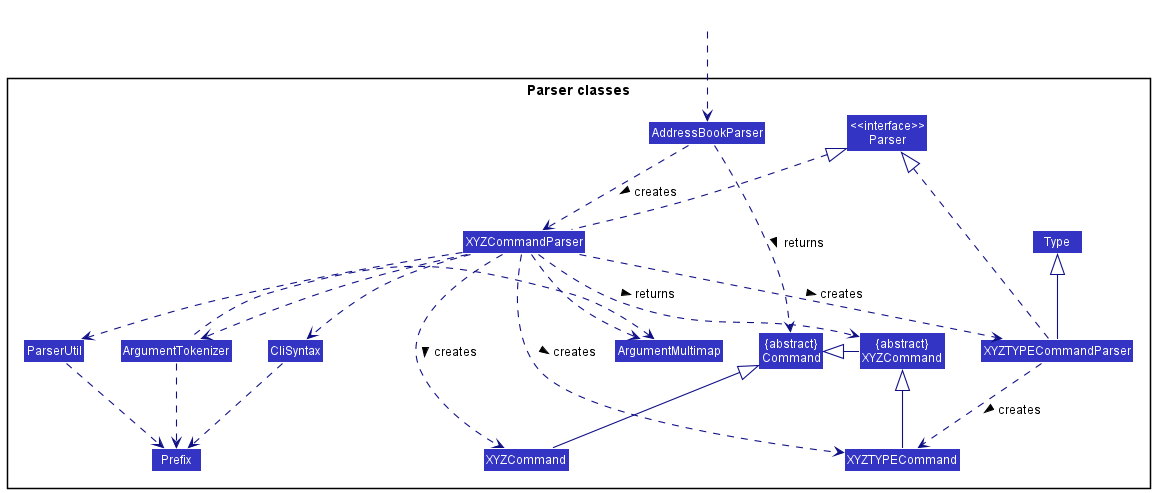 Parser classes
AddressBookParser
<<interface>>
Parser
creates
XYZCommandParser
returns
Type
returns
creates
ParserUtil
ArgumentTokenizer
CliSyntax
creates
creates
ArgumentMultimap
{abstract}
Command
{abstract}
XYZCommand
XYZTYPECommandParser
creates
Prefix
XYZCommand
XYZTYPECommand